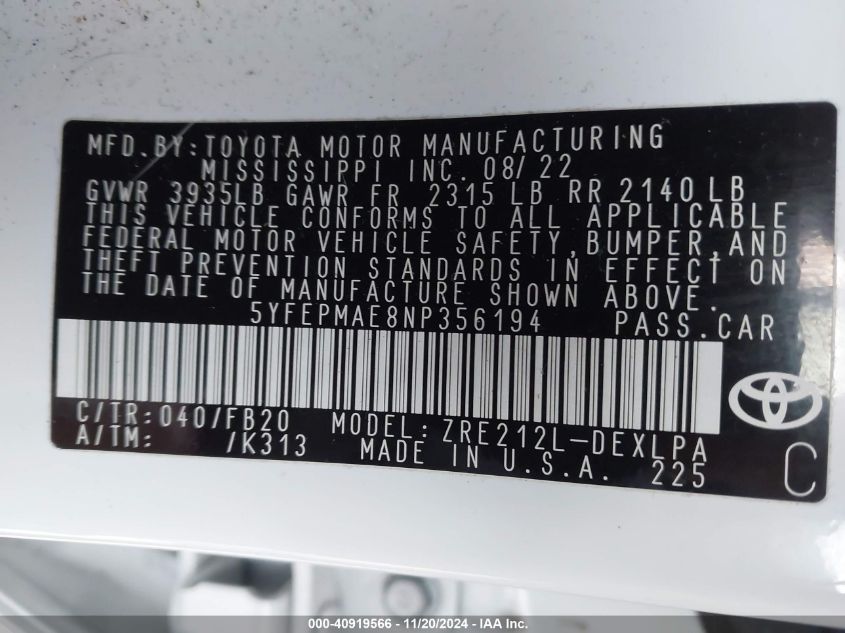 MFD. BY: TOYOTA MOTOR MANUFACTURING
MISSISSIPPI INC. 08/22
GVWR 3935LB GAWR FR 2315 LB RR 2140 LB
THIS VEHICLE CONFORMS TO ALL APPLICABLE
FEDERAL MOTOR VEHICLE SAFETY, BUMPER, AND
THEFT PREVENTION STANDARDS IN EFFECT ON
THE DATE OF MANUFACTURE SHOWN ABOVE.
5YFEPMAE8NP356194 PASS. CAR
C/TR: 040/FB20 MODEL: ZRE212L-DEXLPA
A/TM: /K313 MADE IN U.S.A. 225 C
000-40919566 - 11/20/2024 - IAAI.com